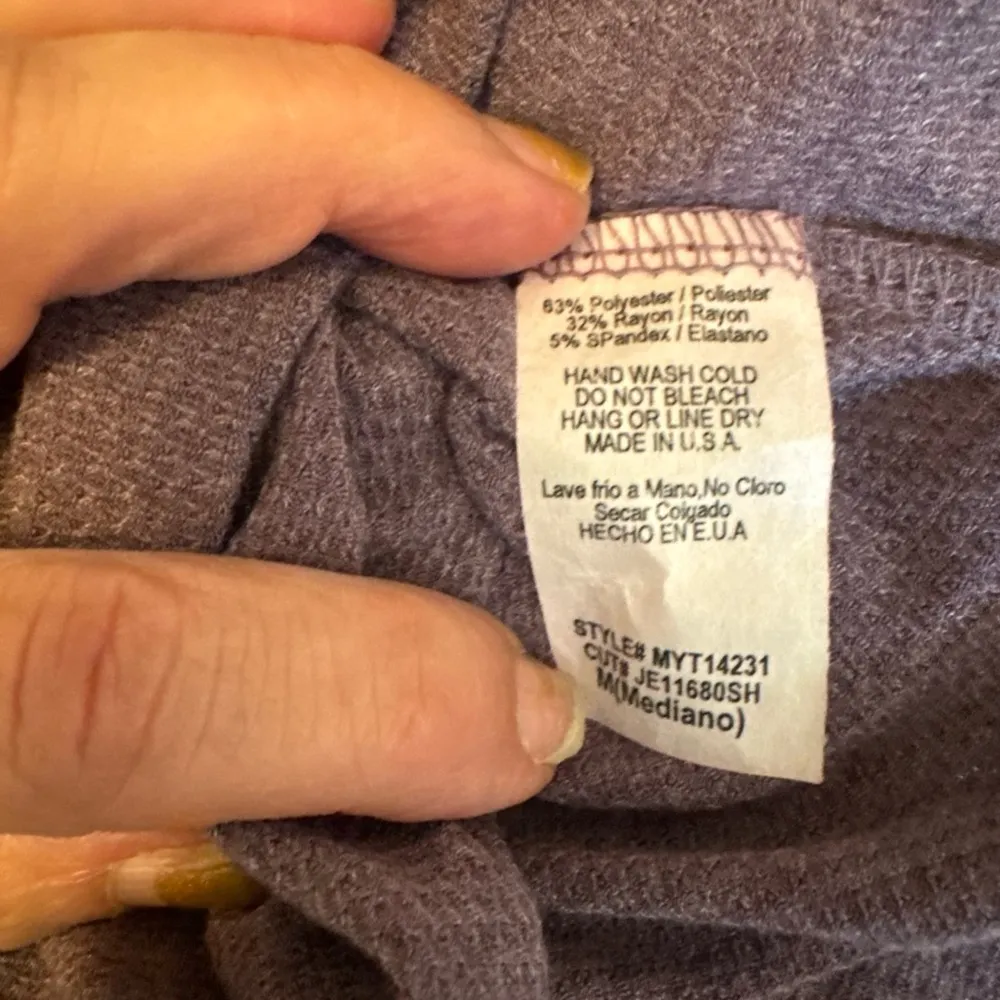 63% Polyester / Poliester
32% Rayon / Rayon
5% SPandex / Elastano
HAND WASH COLD
DO NOT BLEACH
HANG OR LINE DRY
MADE IN U.S.A.
Lave frio a Mano,No Cloro
Secar Colgado
HECHO EN E.U.A
STYLE# MYT14231
CUT# JE11680SH
M(Mediano)